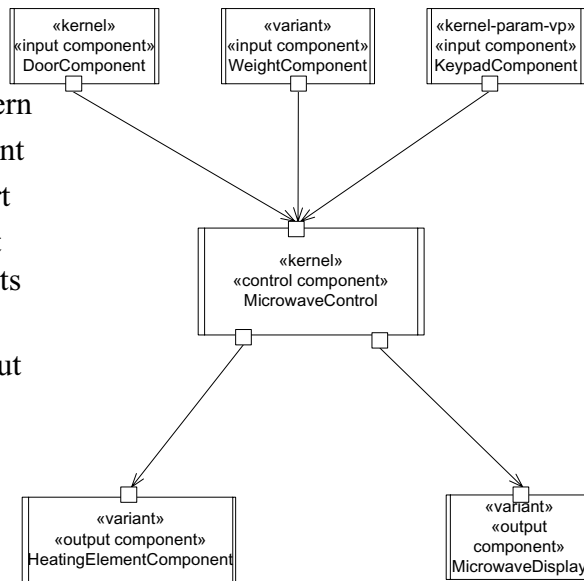 «kernel»
«input component»
DoorComponent
«variant»
«input component»
WeightComponent
«kernel-param-vp»
«input component»
KeypadComponent
«kernel»
«control component»
MicrowaveControl
«variant»
«output component»
HeatingElementComponent
«variant»
«output
component»
MicrowaveDisplay